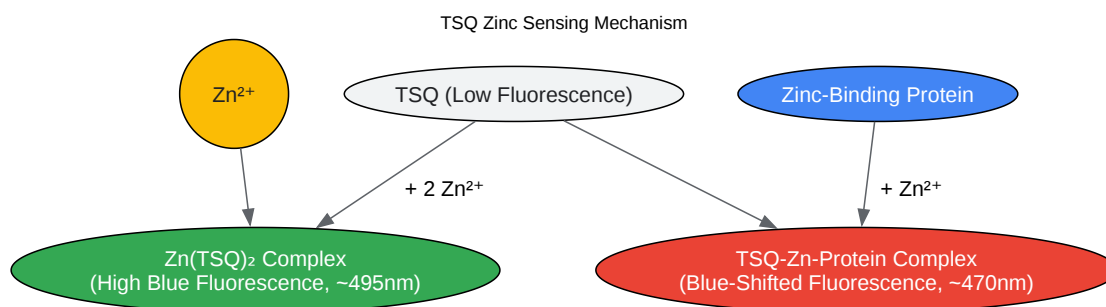 TSQ Zinc Sensing Mechanism
Zn²⁺
TSQ (Low Fluorescence)
Zinc-Binding Protein
+ 2 Zn²⁺
+ Zn²⁺
Zn(TSQ)₂ Complex
(High Blue Fluorescence, ~495nm)
TSQ-Zn-Protein Complex
(Blue-Shifted Fluorescence, ~470nm)